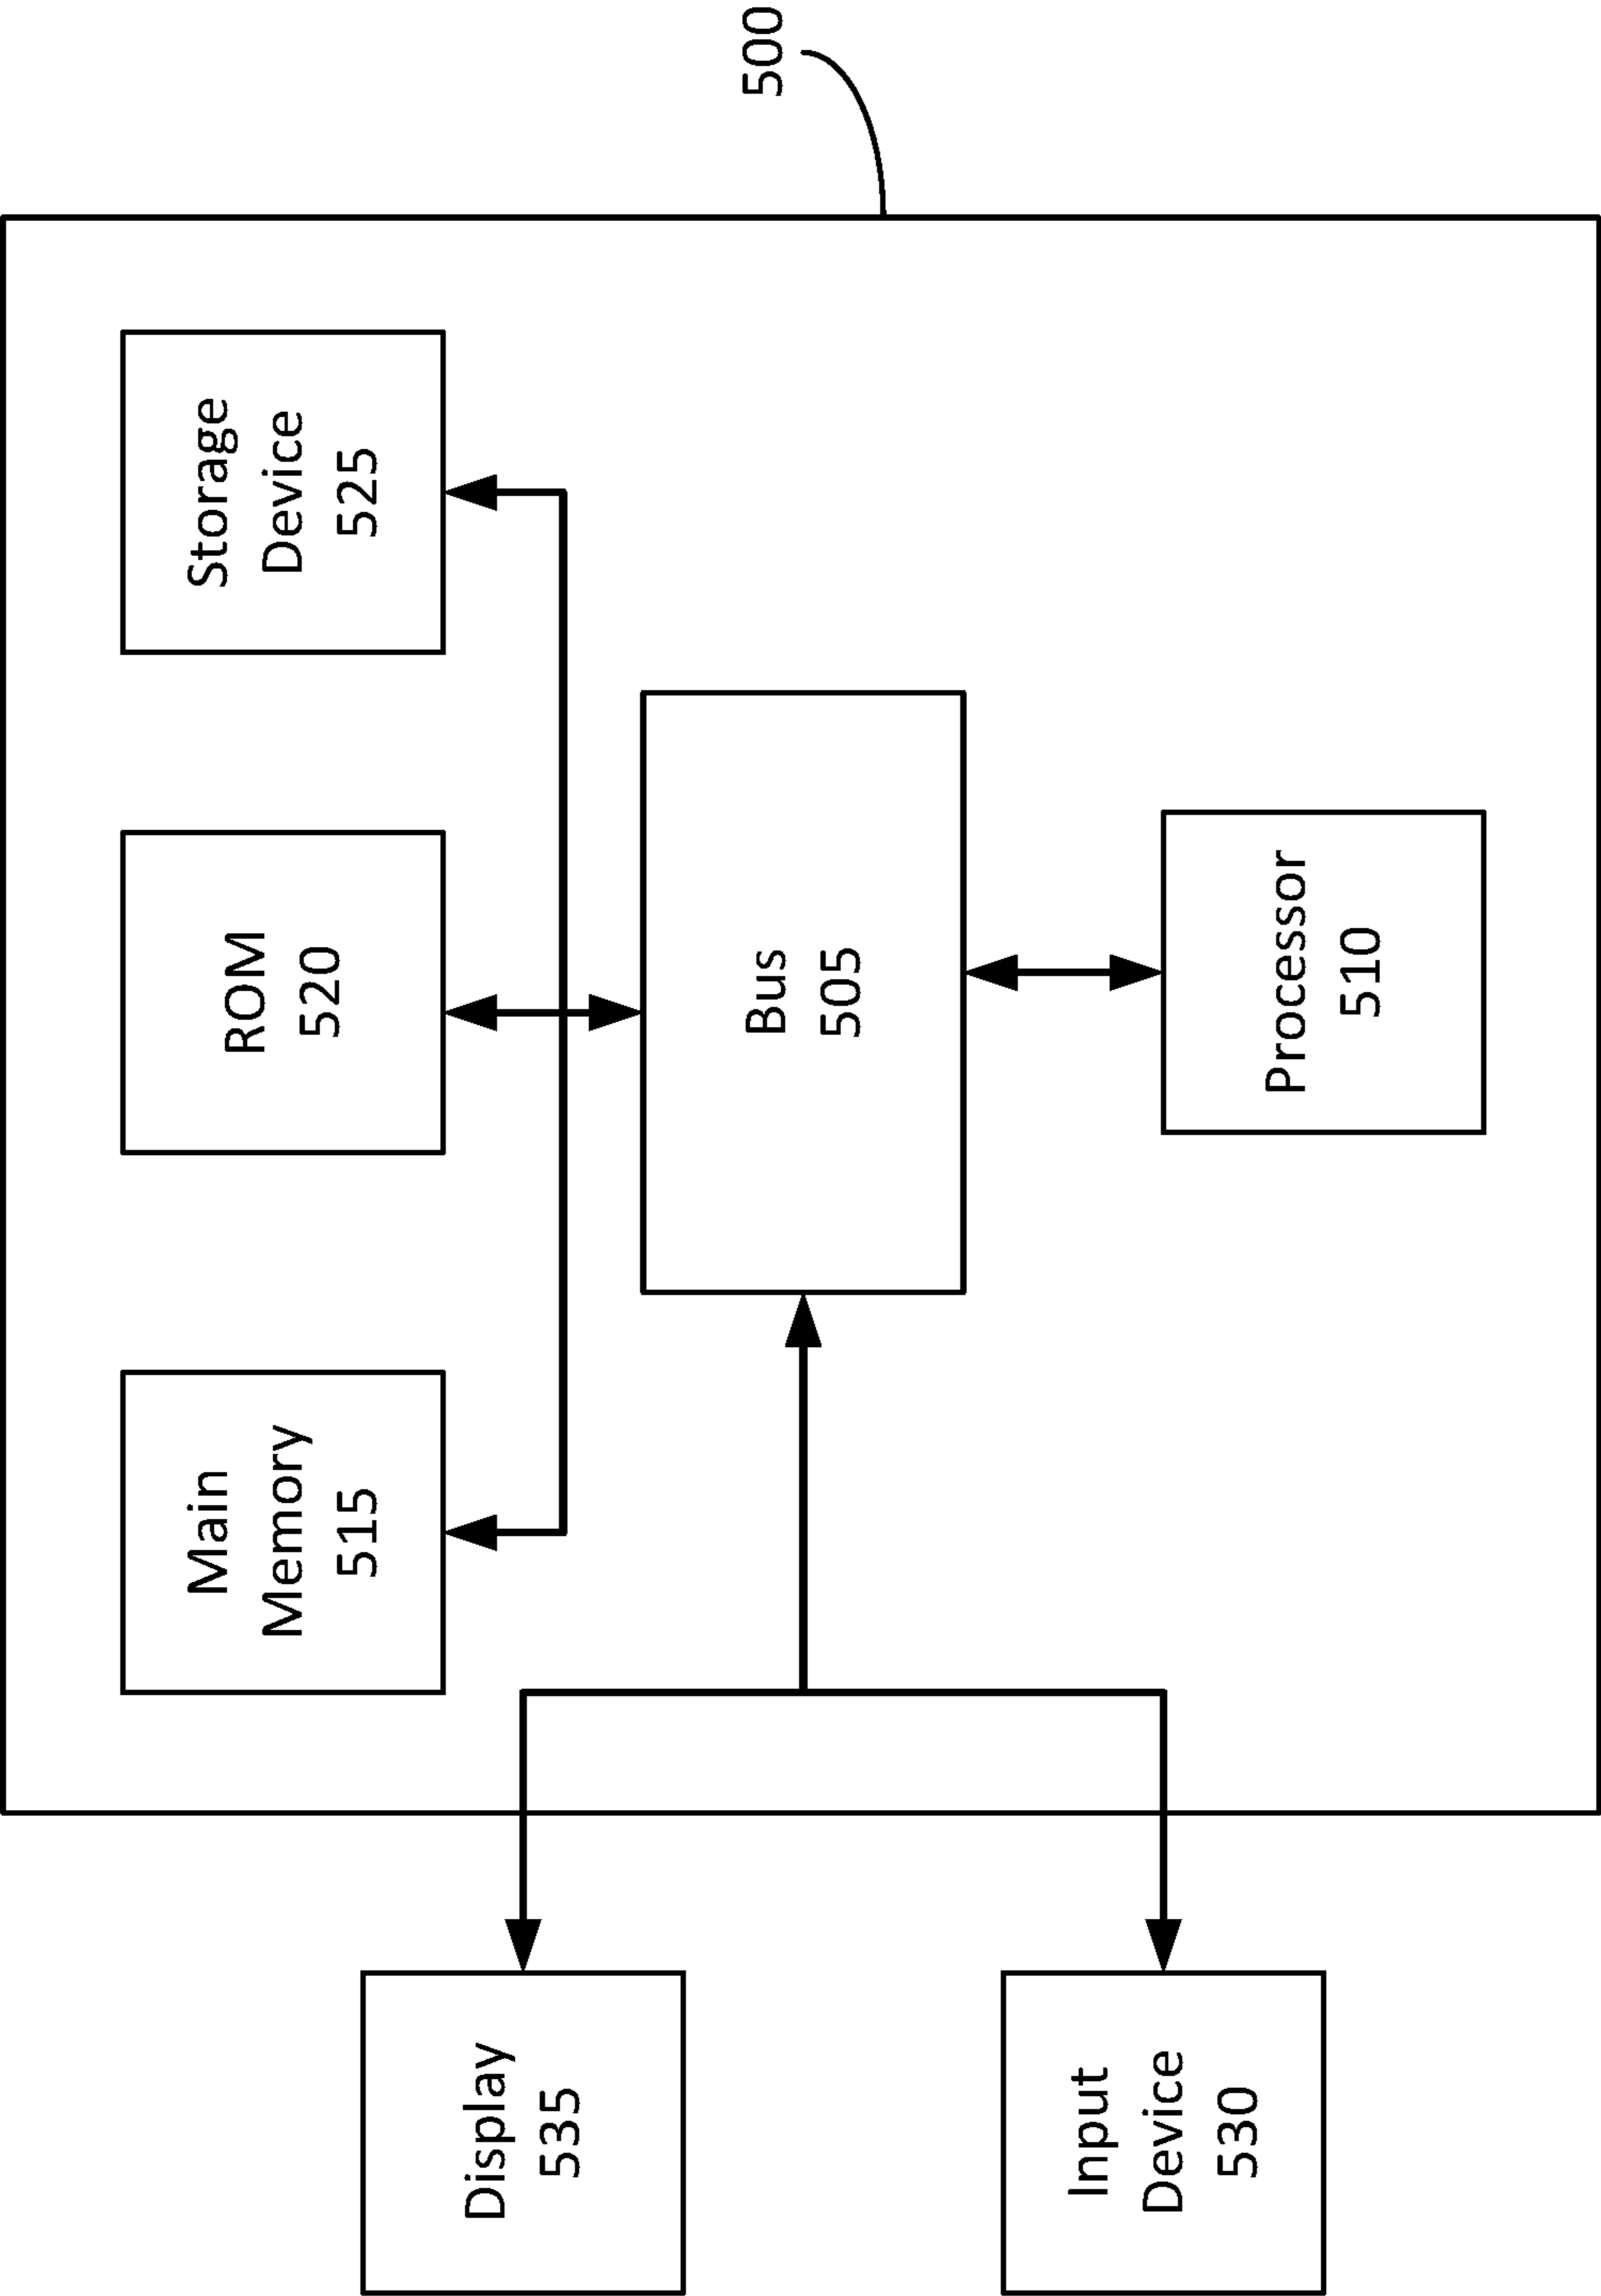 Main
Memory
515
ROM
520
Storage
Device
525
Display
535
Bus
505
500
Input
Device
530
Processor
510